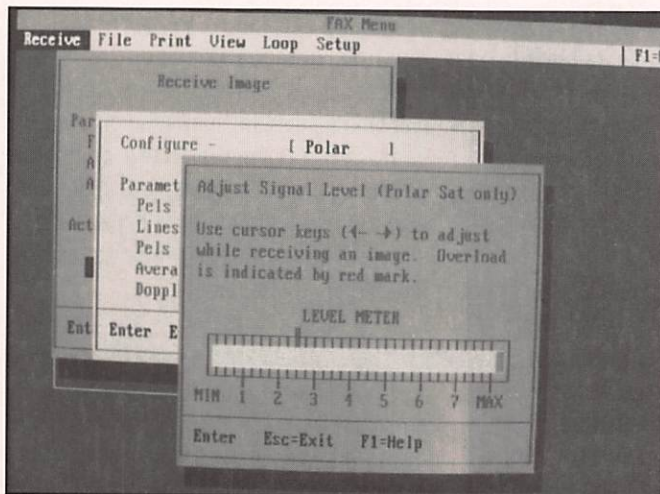 FAX Menu
Receive File Print View Loop Setup
F1=
Receive Image
Par
F
A
A
Act
Ent
Configure - [ Polar ]
Paramet
Pels
Lines
Pels
Avera
Doppl
Enter E
Adjust Signal Level (Polar Sat only)
Use cursor keys (←- -→) to adjust
while receiving an image. Overload
is indicated by red mark.
LEVEL METER
MIN 1 2 3 4 5 6 7 MAX
Enter Esc=Exit F1=Help